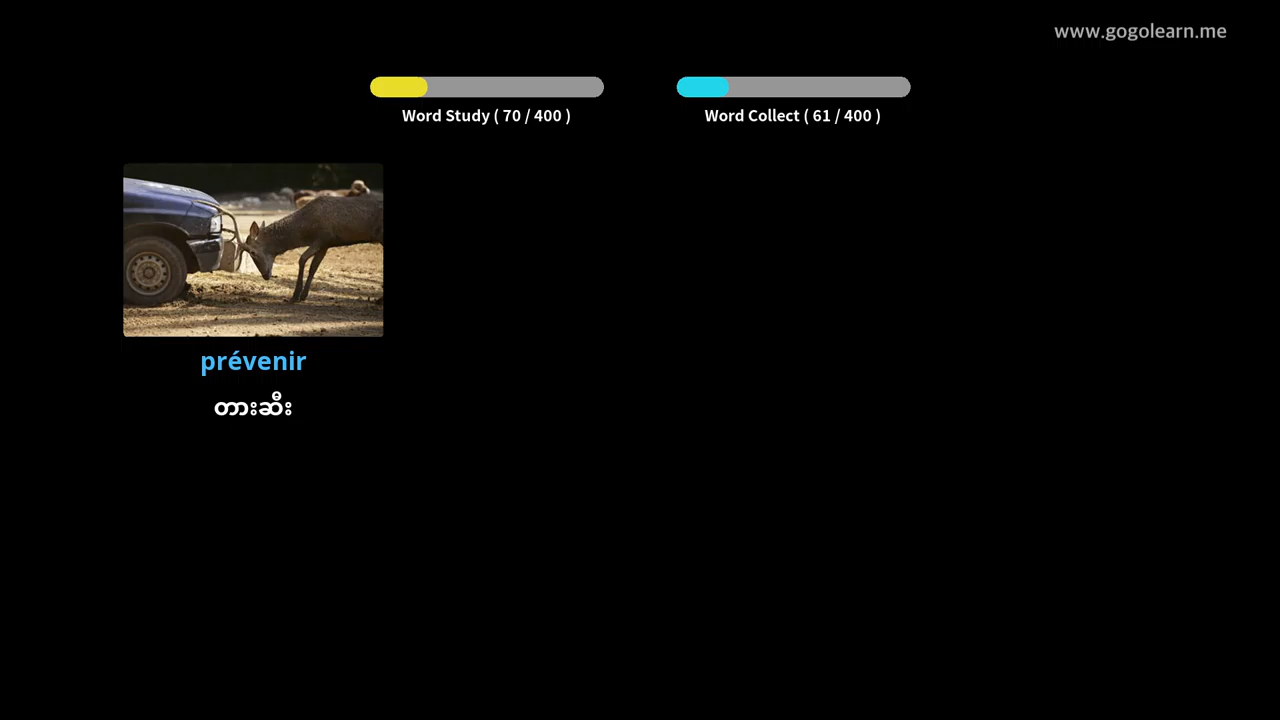 www.gogolearn.me
Word Study ( 70 / 400 )
Word Collect ( 61 / 400 )
prévenir
တားဆီး